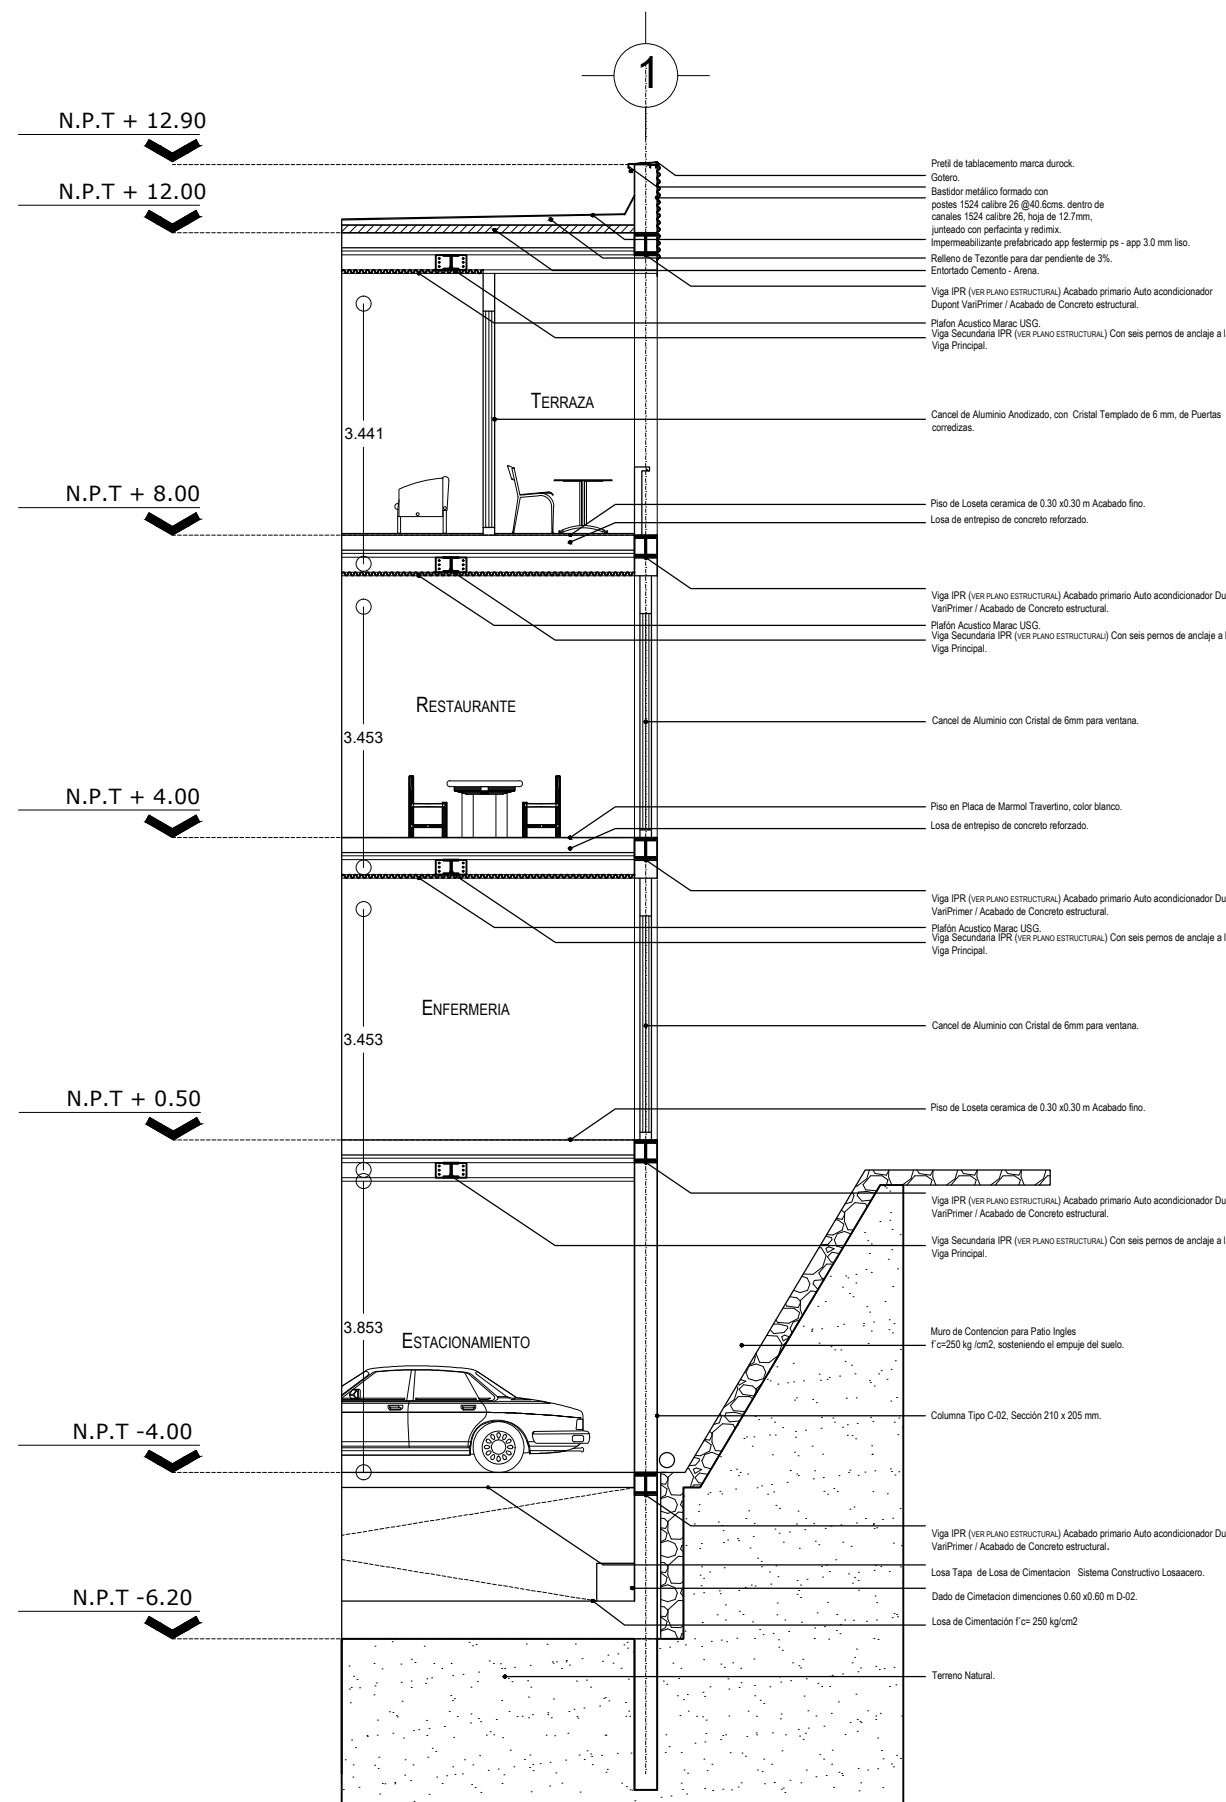 1
N.P.T + 12.90
N.P.T + 12.00
N.P.T + 8.00
N.P.T + 4.00
N.P.T + 0.50
N.P.T -4.00
N.P.T -6.20
TERRAZA
3.441
RESTAURANTE
3.453
ENFERMERIA
3.453
ESTACIONAMIENTO
3.853
Pretil de tablacemento marca durock.
Gotero.
Bastidor metálico formado con
postes 1524 calibre 26 @40.6cms. dentro de
canales 1524 calibre 26, hoja de 12.7mm,
junteado con perfacinta y redimix.
Impermeabilizante prefabricado app festermip ps - app 3.0 mm liso.
Relleno de Tezontle para dar pendiente de 3%.
Entortado Cemento - Arena.
Viga IPR (VER PLANO ESTRUCTURAL) Acabado primario Auto acondicionador
Dupont VariPrimer / Acabado de Concreto estructural.
Plafon Acustico Marac USG.
Viga Secundaria IPR (VER PLANO ESTRUCTURAL) Con seis pernos de anclaje a l
Viga Principal.
Cancel de Aluminio Anodizado, con Cristal Templado de 6 mm, de Puertas
corredizas.
Piso de Loseta ceramica de 0.30 x0.30 m Acabado fino.
Losa de entrepiso de concreto reforzado.
Viga IPR (VER PLANO ESTRUCTURAL) Acabado primario Auto acondicionador Du
VariPrimer / Acabado de Concreto estructural.
Plafón Acustico Marac USG.
Viga Secundaria IPR (VER PLANO ESTRUCTURALl) Con seis pernos de anclaje a l
Viga Principal.
Cancel de Aluminio con Cristal de 6mm para ventana.
Piso en Placa de Marmol Travertino, color blanco.
Losa de entrepiso de concreto reforzado.
Viga IPR (VER PLANO ESTRUCTURAL) Acabado primario Auto acondicionador Du
VariPrimer / Acabado de Concreto estructural.
Plafón Acustico Marac USG.
Viga Secundaria IPR (VER PLANO ESTRUCTURAL) Con seis pernos de anclaje a l
Viga Principal.
Cancel de Aluminio con Cristal de 6mm para ventana.
Piso de Loseta ceramica de 0.30 x0.30 m Acabado fino.
Viga IPR (VER PLANO ESTRUCTURAL) Acabado primario Auto acondicionador Du
VariPrimer / Acabado de Concreto estructural.
Viga Secundaria IPR (VER PLANO ESTRUCTURAL) Con seis pernos de anclaje a l
Viga Principal.
Muro de Contencion para Patio Ingles
f´c=250 kg /cm2, sosteniendo el empuje del suelo.
Columna Tipo C-02, Sección 210 x 205 mm.
Viga IPR (VER PLANO ESTRUCTURAL) Acabado primario Auto acondicionador Du
VariPrimer / Acabado de Concreto estructural.
Losa Tapa de Losa de Cimentacion Sistema Constructivo Losaacero.
Dado de Cimetacion dimenciones 0.60 x0.60 m D-02.
Losa de Cimentación f´c= 250 kg/cm2
Terreno Natural.